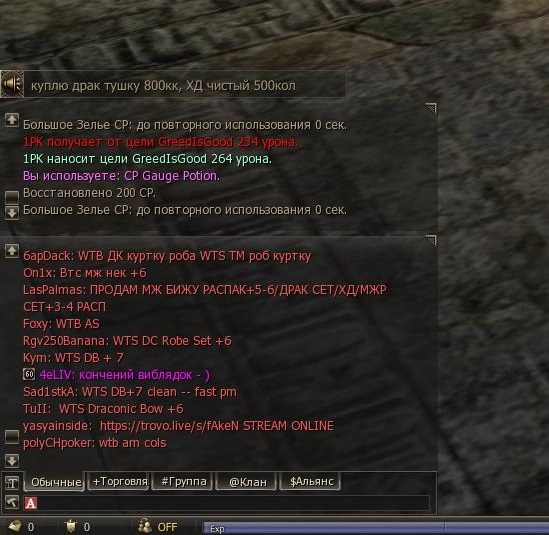 куплю драк тушку 800кк, ХД чистый 500кол
Большое Зелье CP: до повторного использования 0 сек.
1PK получает от цели GreedIsGood 234 урона.
1PK наносит цели GreedIsGood 264 урона.
Вы используете: CP Gauge Potion.
Восстановлено 200 CP.
Большое Зелье CP: до повторного использования 0 сек.
6apDack: WTB ДК куртку роба WTS ТМ роб куртку
On1x: Втс мж нек +6
LasPalmas: ПРОДАМ МЖ БИЖУ РАСПАК+5-6/ДРАК СЕТ/ХД/МЖР
СЕТ+3-4 РАСП
Foxy: WTB AS
Rgv250Banana: WTS DC Robe Set +6
Kym: WTS DB + 7
60 4eLIV: кончений виблядок - )
Sad1stkA: WTS DB+7 clean -- fast pm
TuII: WTS Draconic Bow +6
yasyainside: https://trovo.live/s/fAkeN STREAM ONLINE
polyCHpoker: wtb am cols
Обычные +Торговля #Группа @Клан $Альянс
A
0 0 OFF Exp